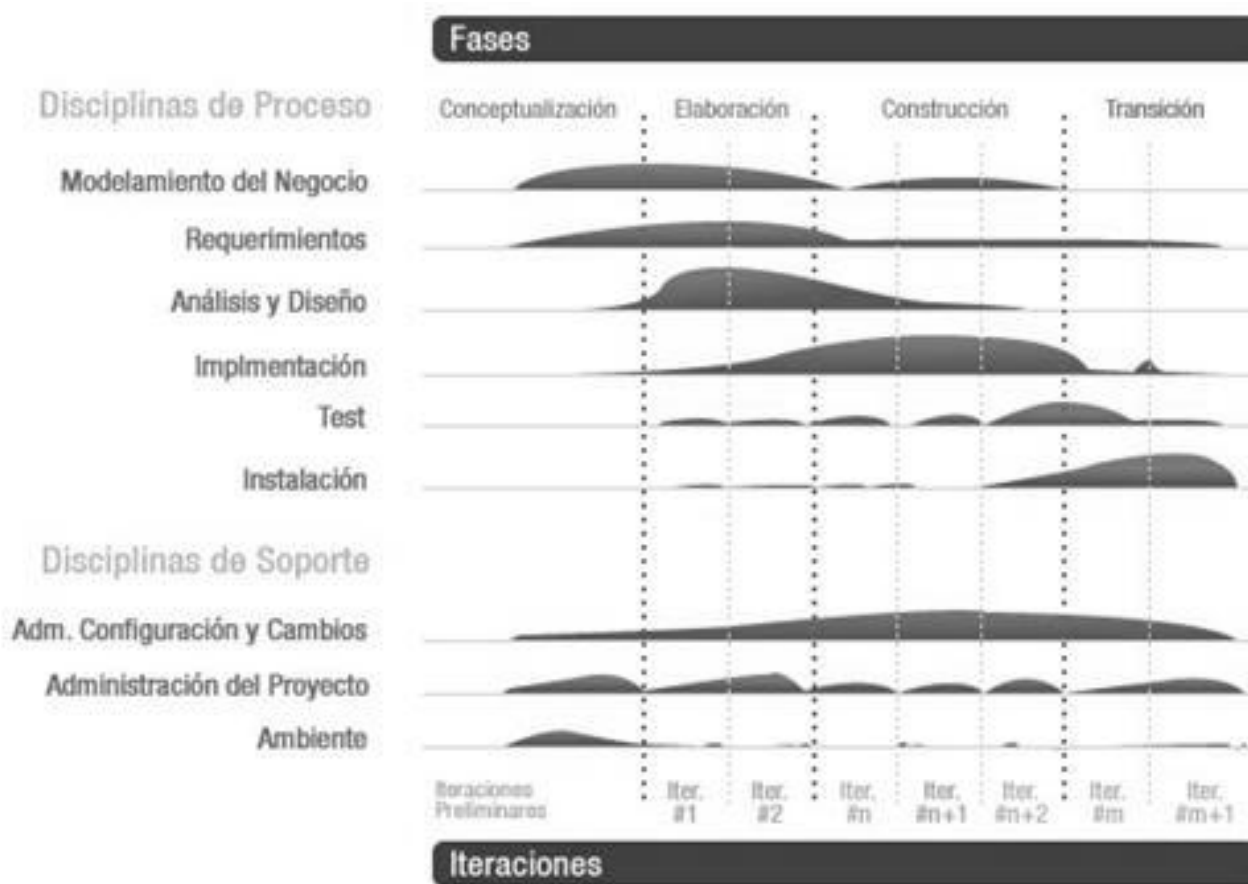 Fases
Disciplinas de Proceso
Conceptualización
Elaboración
Construcción
Transición
Modelamiento del Negocio
Requerimientos
Análisis y Diseño
Implmentación
Test
Instalación
Disciplinas de Soporte
Adm. Configuración y Cambios
Administración del Proyecto
Ambiente
Iteraciones
Preliminares
Iter.
#1
Iter.
#2
Iter.
#n
Iter.
#n+1
Iter.
#n+2
Iter.
#m
Iter.
#m+1
Iteraciones